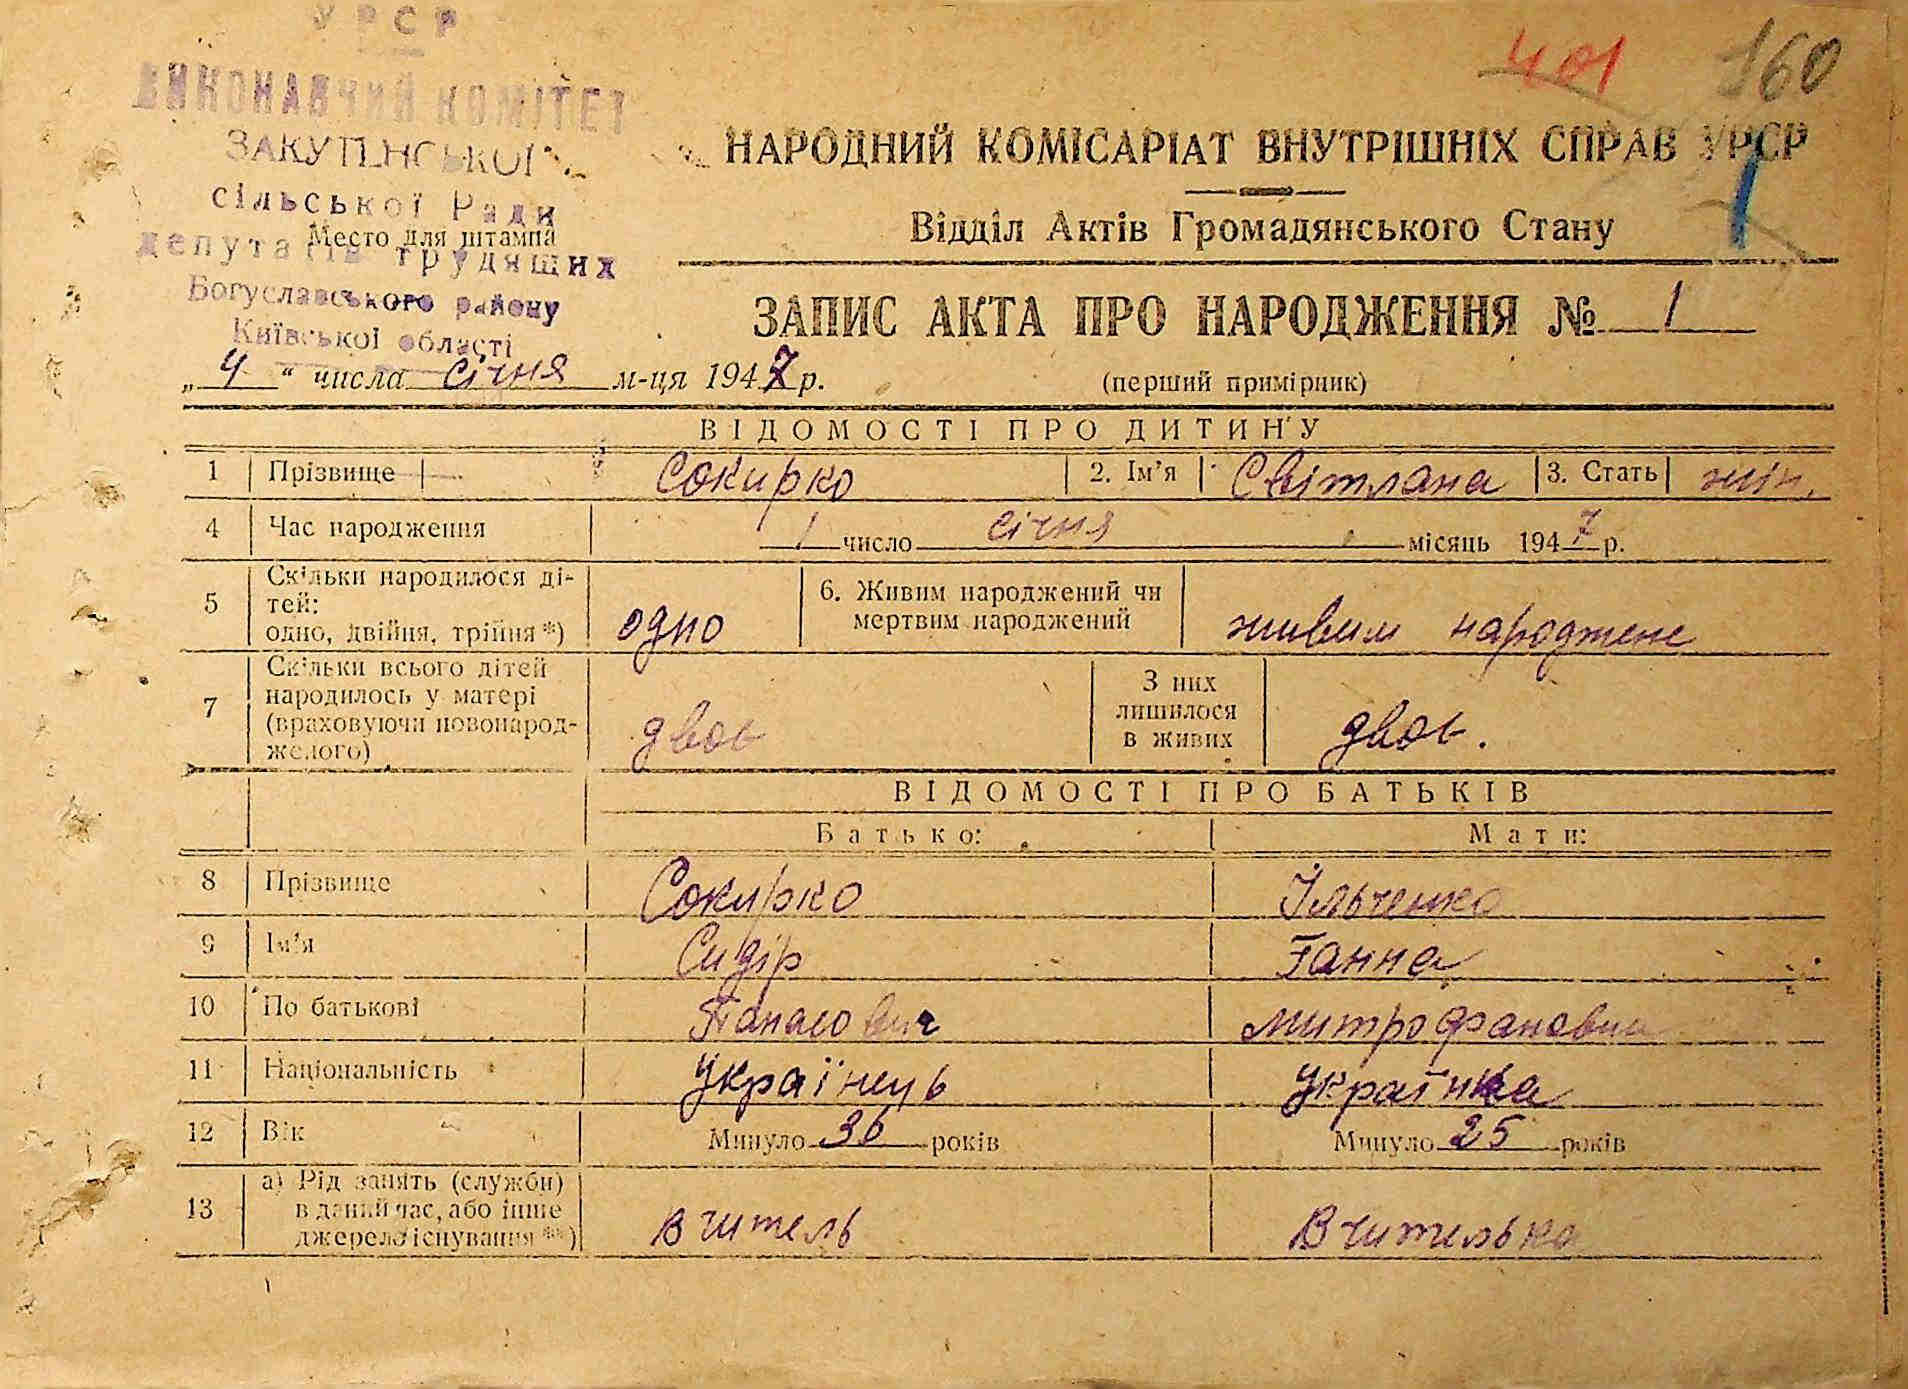 УРСР
ВИКОНАВЧИЙ КОМІТЕТ
сільської Ради
депутатів трудящих
Богуславського району
Київської області
Место для штампа
401
160
НАРОДНИЙ КОМІСАРІАТ ВНУТРІШНІХ СПРАВ УРСР
1
Відділ Актів Громадянського Стану
ЗАПИС АКТА ПРО НАРОДЖЕННЯ № 1
„4“ числа січня м-ця 1947 р.
(перший примірник)
ВІДОМОСТІ ПРО ДИТИНУ
1 Прізвище Сокирко 2. Ім'я Світлана 3. Стать жін.
4 Час народження 1 число січня місяць 1947 р.
5 Скільки народилося ді-
тей:
одно, двійня, трійня*) одно
6. Живим народжений чи
мертвим народжений живим народжене
7 Скільки всього дітей
народилось у матері
(враховуючи новонарод-
желого) двоє
З них
лишилося
в живих двоє.
ВІДОМОСТІ ПРО БАТЬКІВ
Батько: Мати:
8 Прізвище Сокирко Ільченко
9 Ім'я Сидір Ганна
10 По батькові Панасович Митрофановна
11 Національність Українець Українка
12 Вік Минуло 36 років Минуло 25 років
13 а) Рід занять (служби)
в даний час, або інше
джерело існування**) вчитель Вчителька